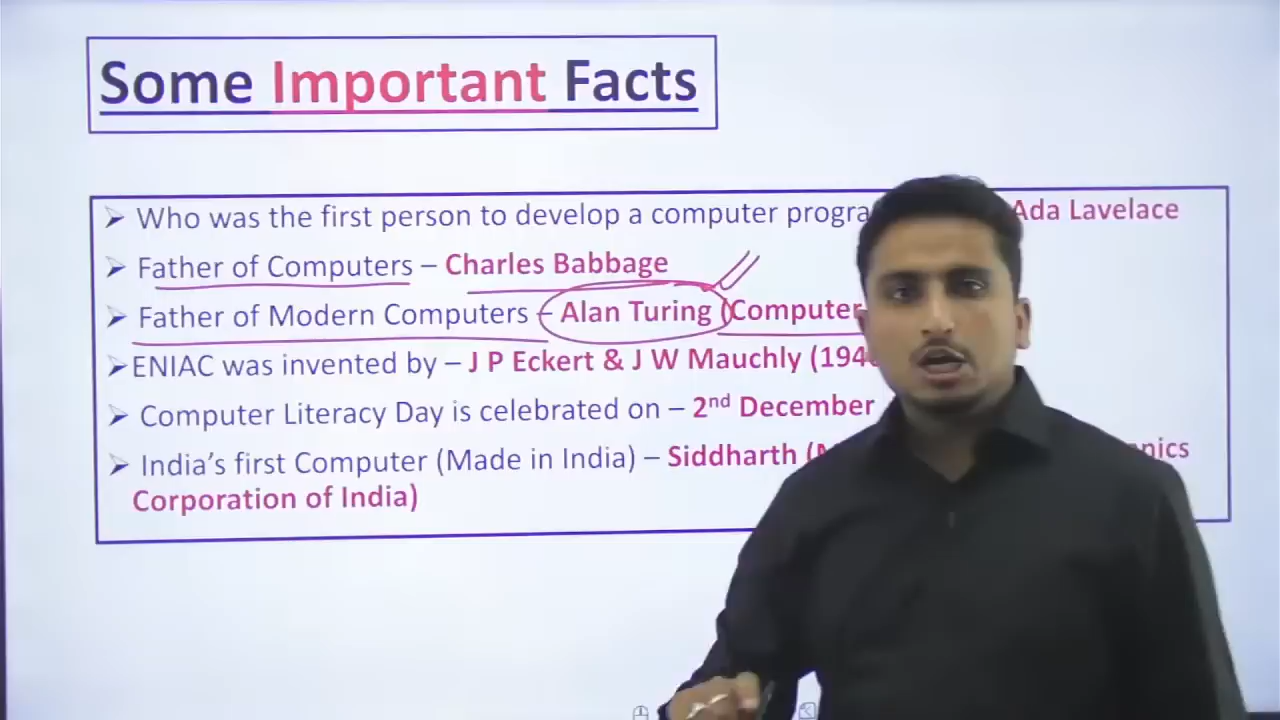 Some Important Facts
➢ Who was the first person to develop a computer Ada Lavelace
➢ Father of Computers – Charles Babbage
➢ Father of Modern Computers – Alan Turing (Computer
➢ ENIAC was invented by – J P Eckert & J W Mauchly
➢ Computer Literacy Day is celebrated on – 2nd December
➢ India's first Computer (Made in India) – Siddharth
Corporation of India)